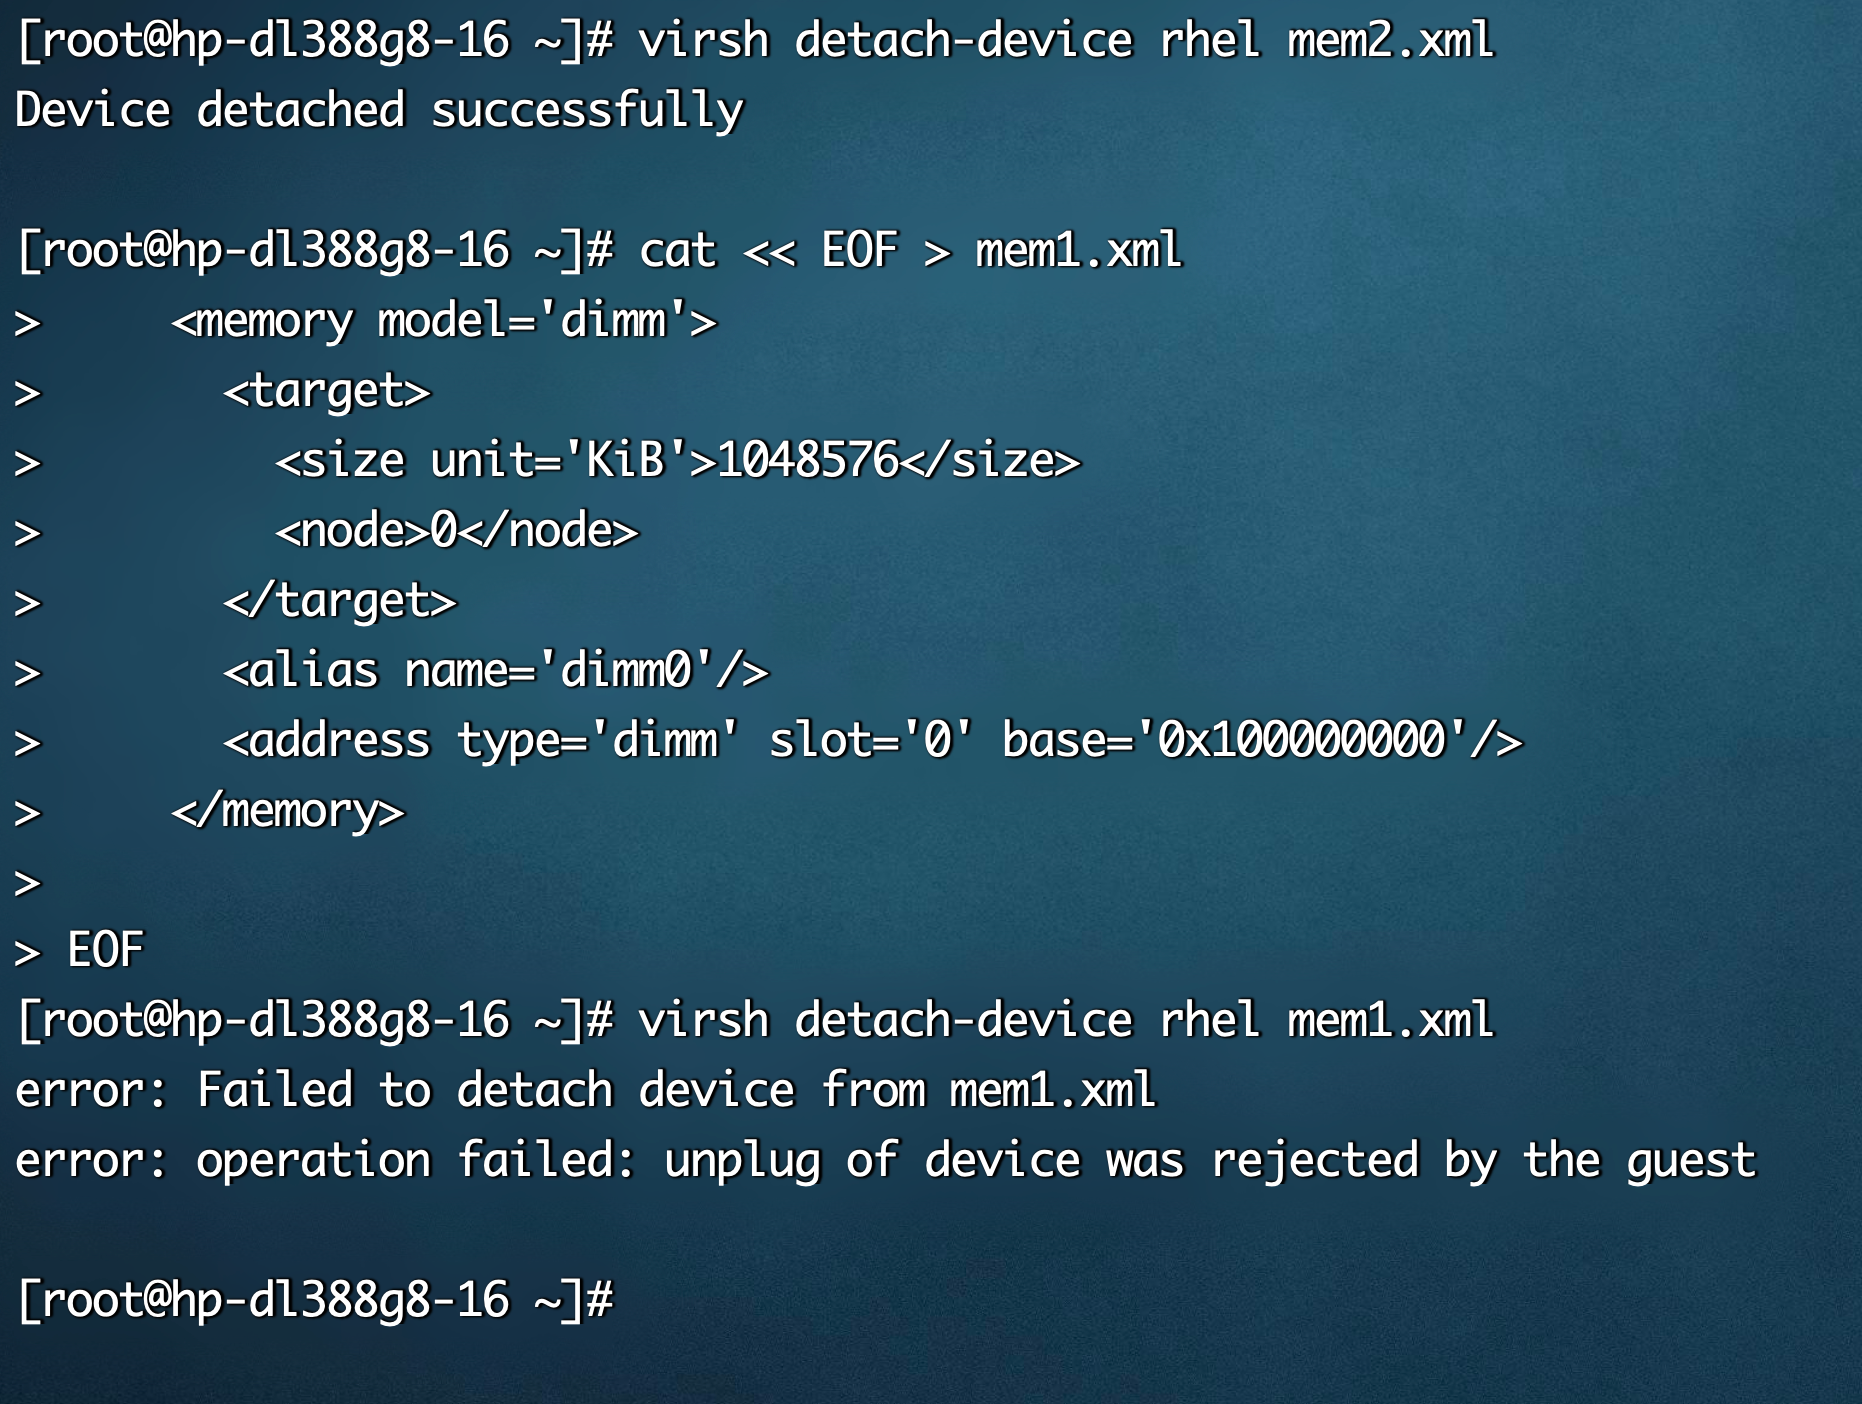 [root@hp-dl388g8-16 ~]# virsh detach-device rhel mem2.xml
Device detached successfully
[root@hp-dl388g8-16 ~]# cat << EOF > mem1.xml
>     <memory model='dimm'>
>       <target>
>         <size unit='KiB'>1048576</size>
>         <node>0</node>
>       </target>
>       <alias name='dimm0'/>
>       <address type='dimm' slot='0' base='0x100000000'/>
>     </memory>
>
> EOF
[root@hp-dl388g8-16 ~]# virsh detach-device rhel mem1.xml
error: Failed to detach device from mem1.xml
error: operation failed: unplug of device was rejected by the guest
[root@hp-dl388g8-16 ~]#